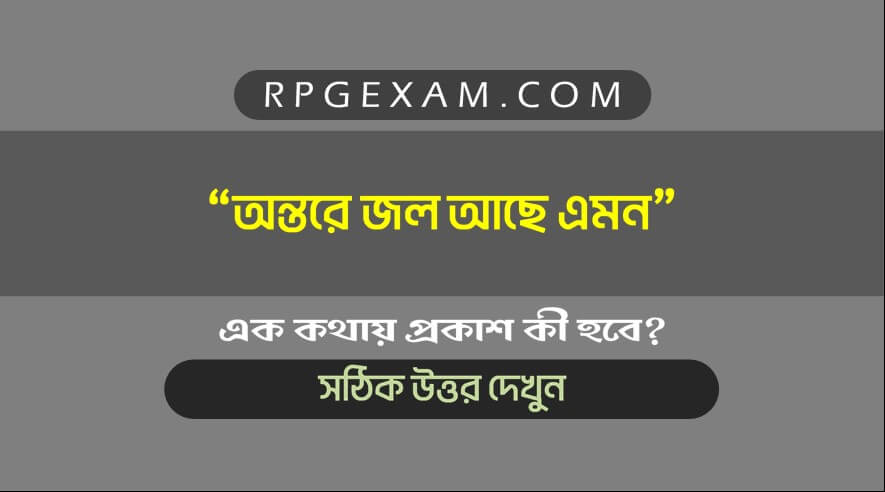 RPGEXAM.COM
“অন্তরে জল আছে এমন”
এক কথায় প্রকাশ কী হবে?
সঠিক উত্তর দেখুন